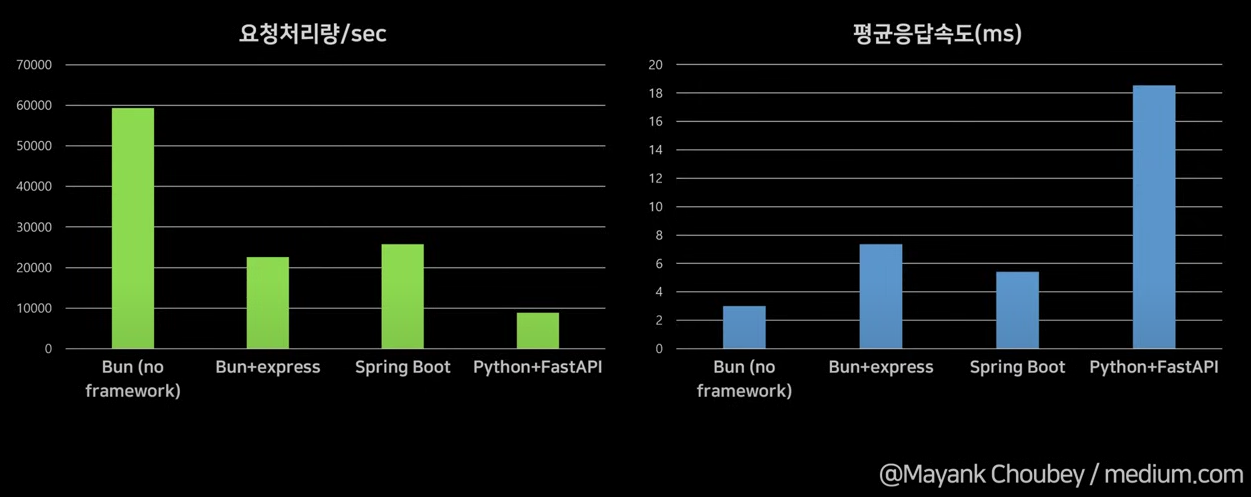 요청처리량/sec
70000
60000
50000
40000
30000
20000
10000
0
Bun (no
framework)
Bun+express
Spring Boot
Python+FastAPI
평균응답속도(ms)
20
18
16
14
12
10
8
6
4
2
0
Bun (no
framework)
Bun+express
Spring Boot
Python+FastAPI
@Mayank Choubey / medium.com